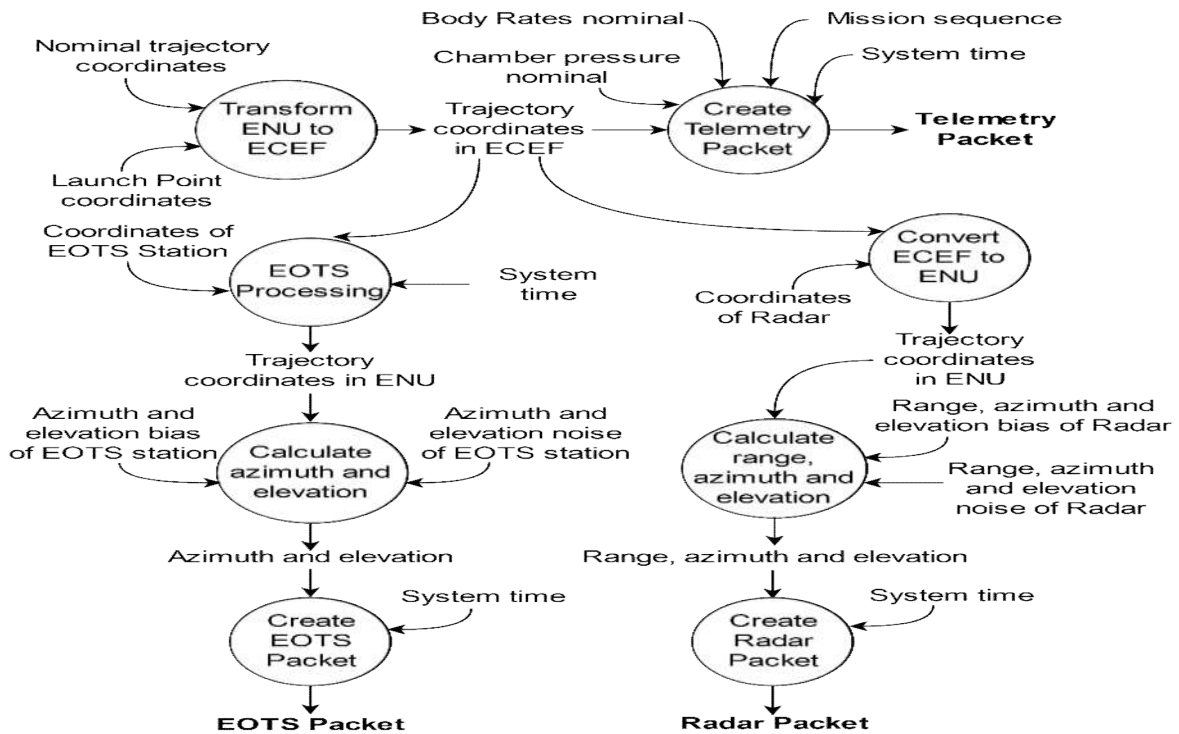 Body Rates nominal
Mission sequence
Nominal trajectory
coordinates
Chamber pressure
nominal
System time
Transform
ENU to
ECEF
Trajectory
coordinates
in ECEF
Create
Telemetry
Packet
Telemetry
Packet
Launch Point
coordinates
Coordinates of
EOTS Station
EOTS
Processing
System
time
Convert
ECEF to
ENU
Coordinates
of Radar
Trajectory
coordinates in ENU
Trajectory
coordinates
in ENU
Azimuth and
elevation bias
of EOTS station
Calculate
azimuth and
elevation
Azimuth and
elevation noise
of EOTS station
Calculate
range,
azimuth and
elevation
Range, azimuth and
elevation bias of Radar
Range, azimuth
and elevation
noise of Radar
Azimuth and elevation
Range, azimuth and elevation
Create
EOTS
Packet
System time
Create
Radar
Packet
System time
EOTS Packet
Radar Packet